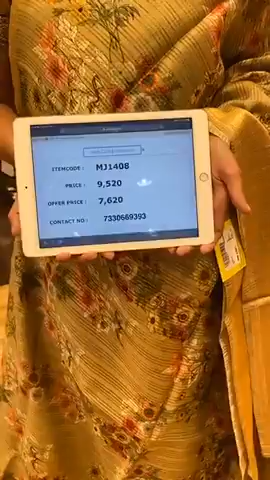 ITEMCODE : MJ1408
PRICE : 9,520
OFFER PRICE : 7,620
CONTACT NO : 7330669393